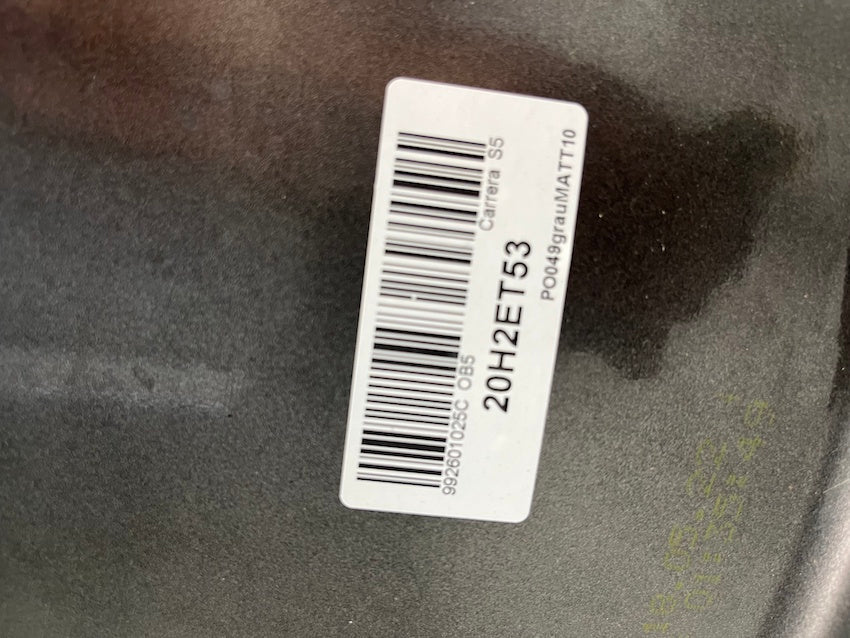 992601025C OB5 Carrera S5
20H2ET53
PO049grauMATT10